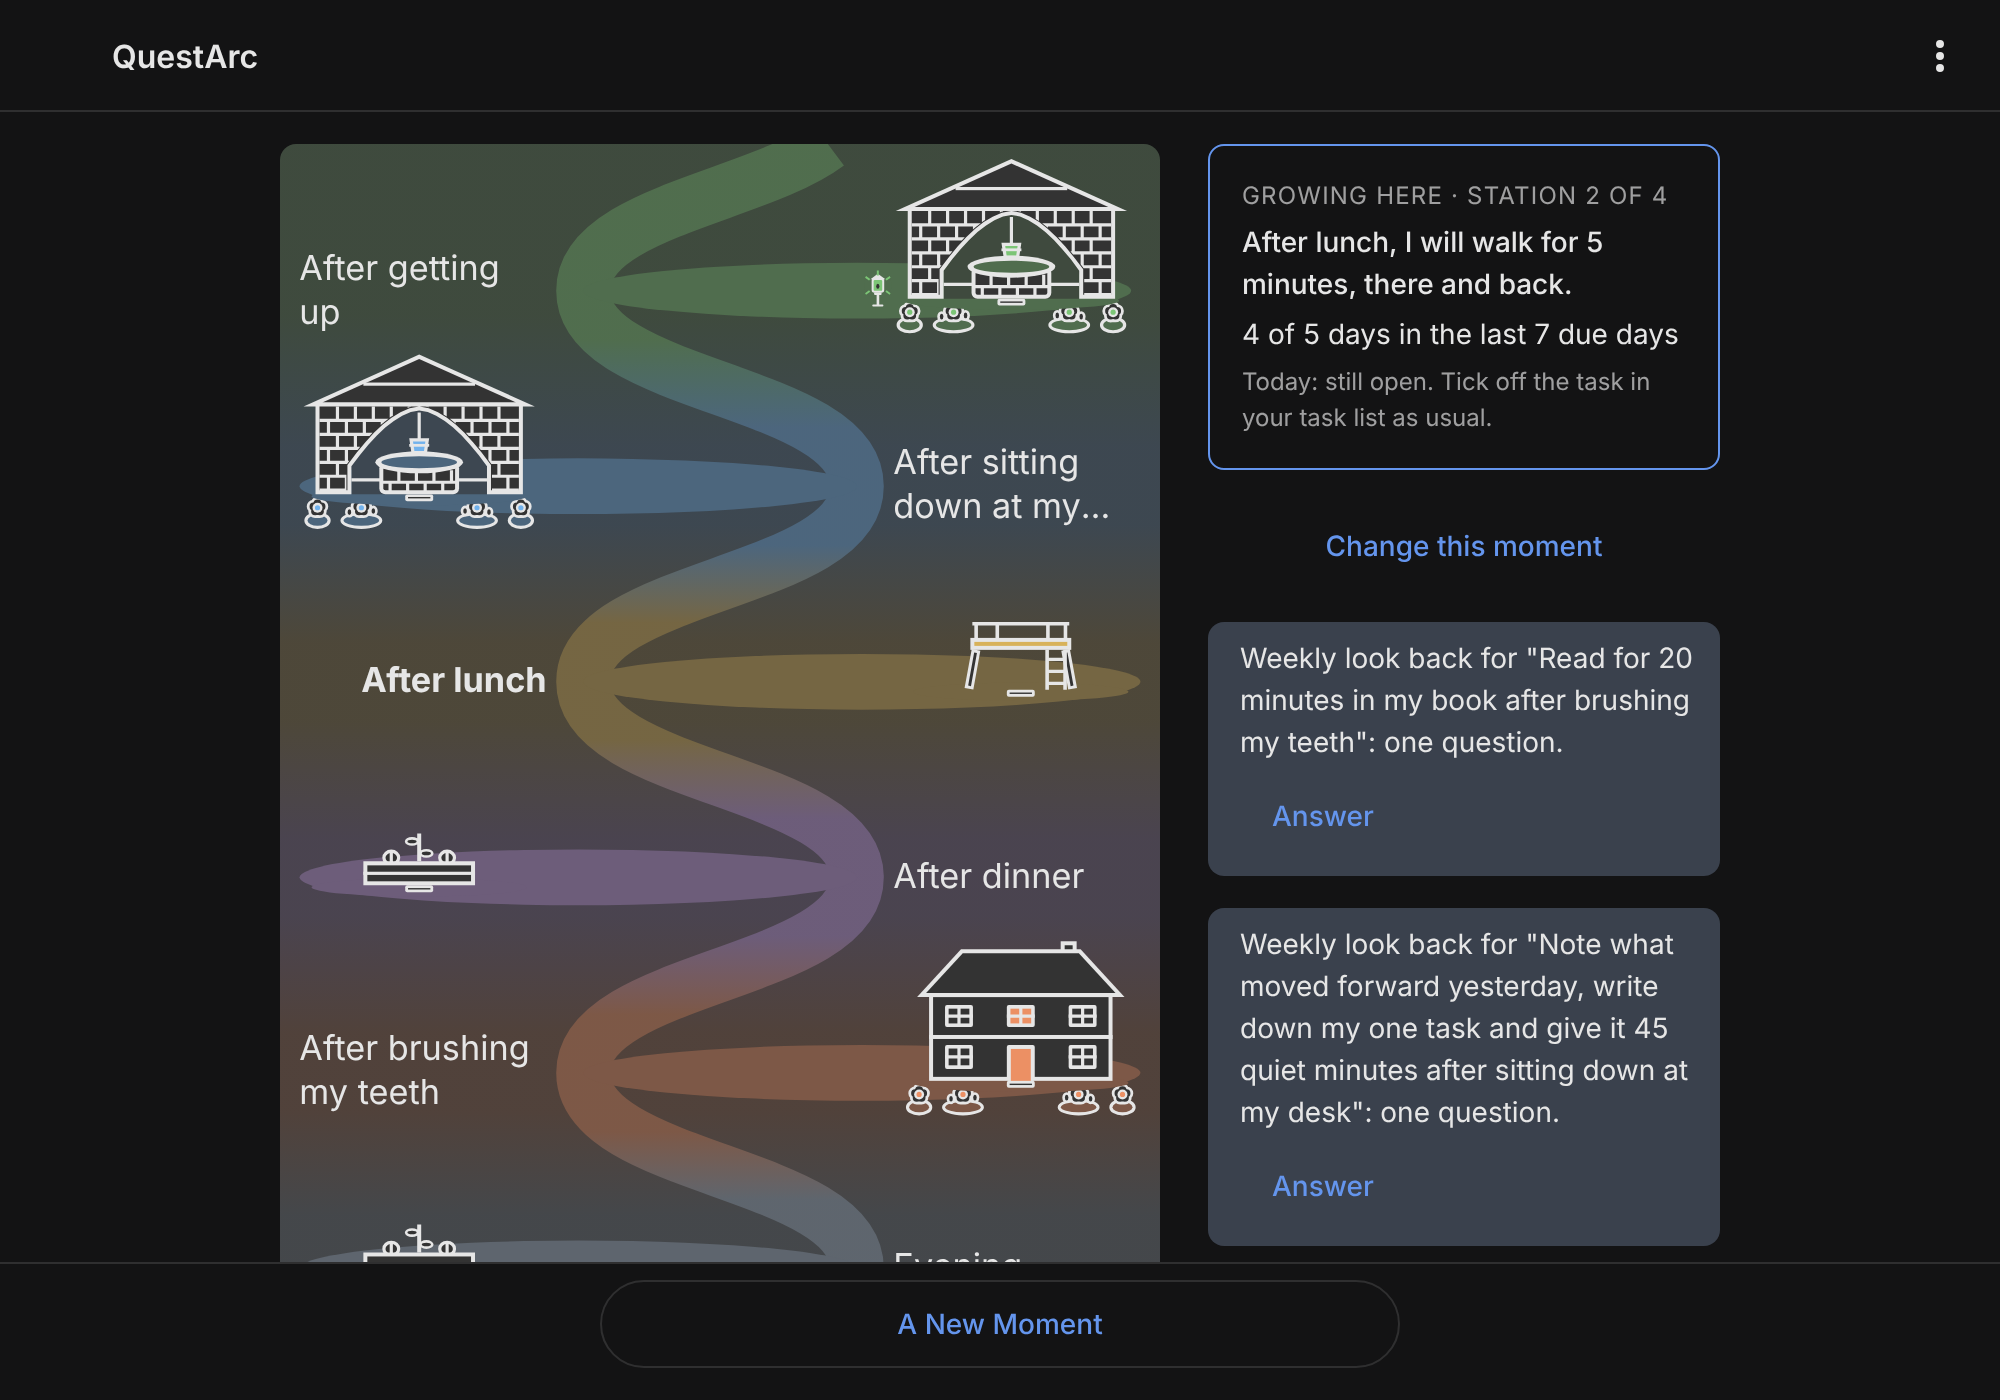 QuestArc
After getting
up
After sitting
down at my...
After lunch
After dinner
After brushing
my teeth
Evening
GROWING HERE · STATION 2 OF 4
After lunch, I will walk for 5
minutes, there and back.
4 of 5 days in the last 7 due days
Today: still open. Tick off the task in
your task list as usual.
Change this moment
Weekly look back for "Read for 20
minutes in my book after brushing
my teeth": one question.
Answer
Weekly look back for "Note what
moved forward yesterday, write
down my one task and give it 45
quiet minutes after sitting down at
my desk": one question.
Answer
A New Moment